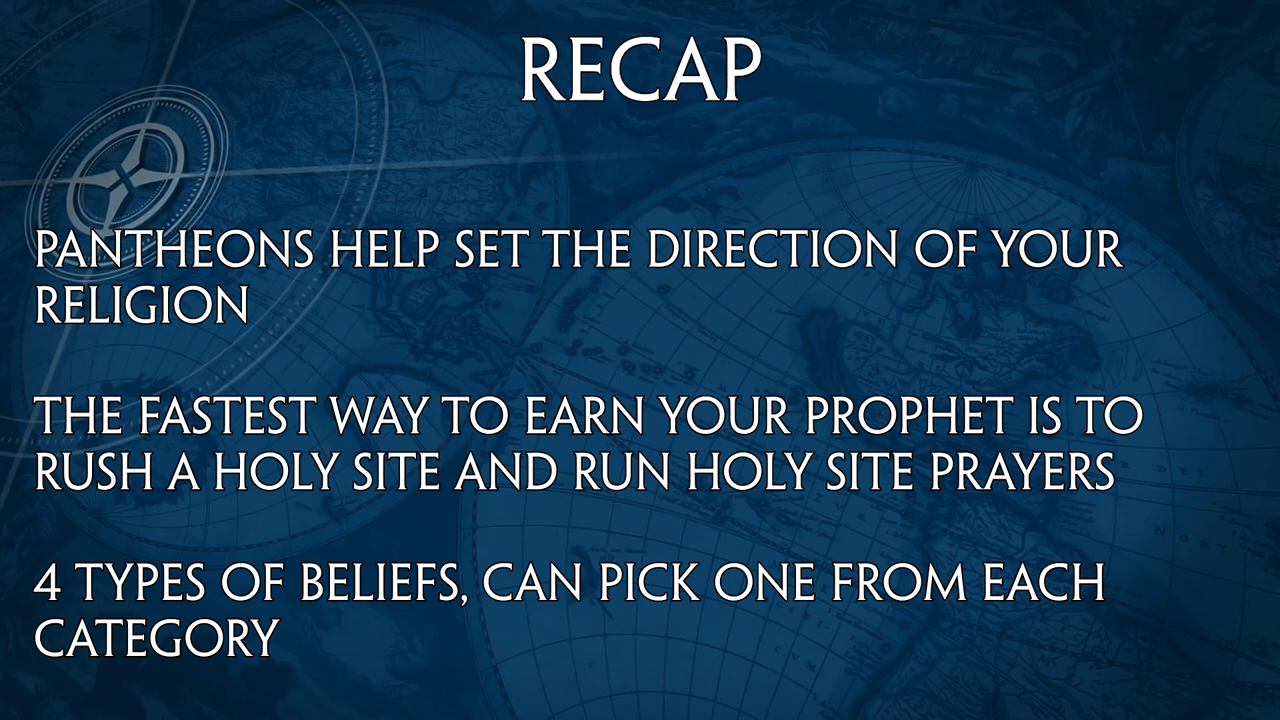 RECAP
PANTHEONS HELP SET THE DIRECTION OF YOUR
RELIGION
THE FASTEST WAY TO EARN YOUR PROPHET IS TO
RUSH A HOLY SITE AND RUN HOLY SITE PRAYERS
4 TYPES OF BELIEFS, CAN PICK ONE FROM EACH
CATEGORY